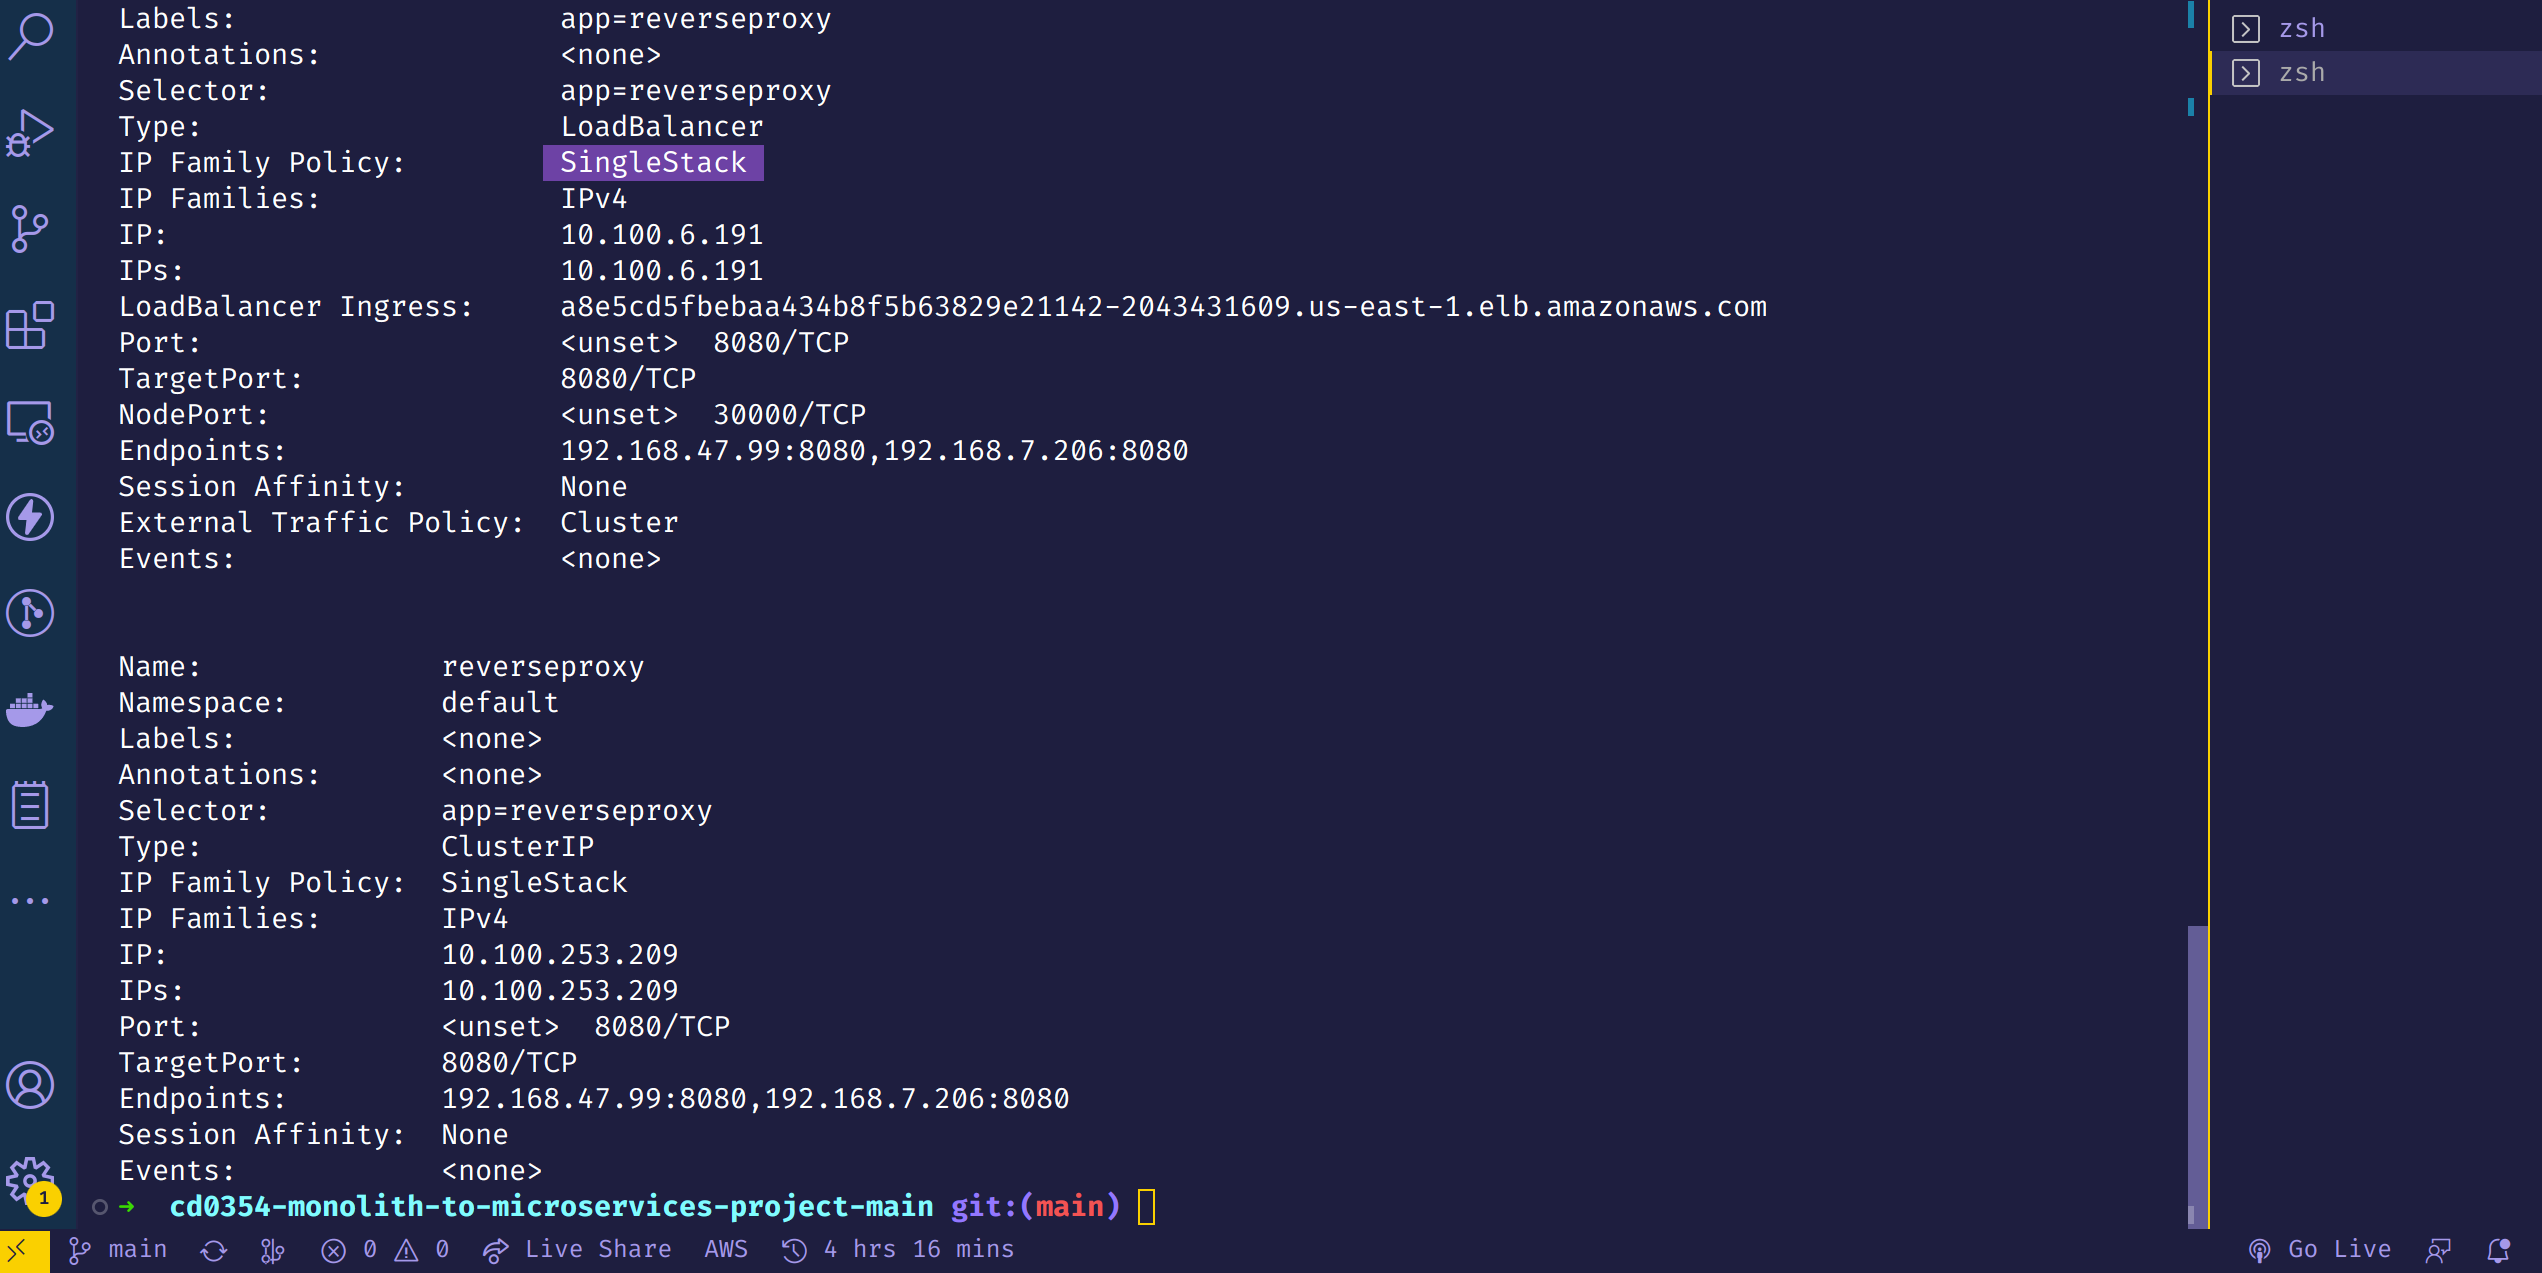 Labels: app=reverseproxy
Annotations: <none>
Selector: app=reverseproxy
Type: LoadBalancer
IP Family Policy: SingleStack
IP Families: IPv4
IP: 10.100.6.191
IPs: 10.100.6.191
LoadBalancer Ingress: a8e5cd5fbebaa434b8f5b63829e21142-2043431609.us-east-1.elb.amazonaws.com
Port: <unset> 8080/TCP
TargetPort: 8080/TCP
NodePort: <unset> 30000/TCP
Endpoints: 192.168.47.99:8080,192.168.7.206:8080
Session Affinity: None
External Traffic Policy: Cluster
Events: <none>
Name: reverseproxy
Namespace: default
Labels: <none>
Annotations: <none>
Selector: app=reverseproxy
Type: ClusterIP
IP Family Policy: SingleStack
IP Families: IPv4
IP: 10.100.253.209
IPs: 10.100.253.209
Port: <unset> 8080/TCP
TargetPort: 8080/TCP
Endpoints: 192.168.47.99:8080,192.168.7.206:8080
Session Affinity: None
Events: <none>
➜ cd0354-monolith-to-microservices-project-main git:(main)
zsh
zsh
1
main 0 0 Live Share AWS 4 hrs 16 mins Go Live